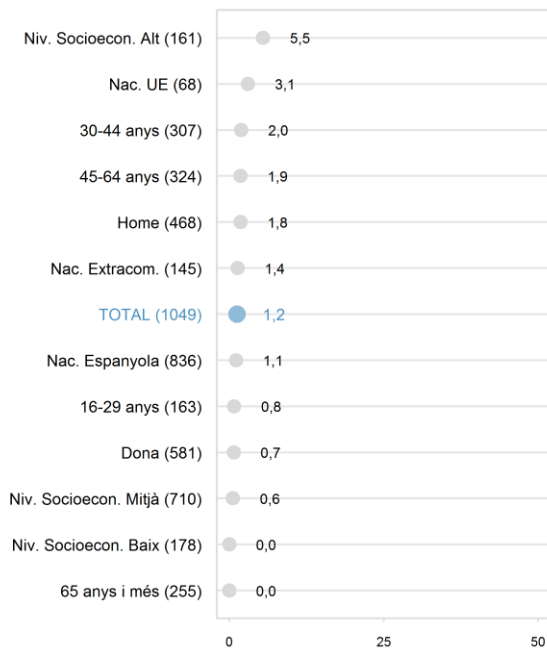 Niv. Socioecon. Alt (161) 5,5
Nac. UE (68) 3,1
30-44 anys (307) 2,0
45-64 anys (324) 1,9
Home (468) 1,8
Nac. Extracom. (145) 1,4
TOTAL (1049) 1,2
Nac. Espanyola (836) 1,1
16-29 anys (163) 0,8
Dona (581) 0,7
Niv. Socioecon. Mitjà (710) 0,6
Niv. Socioecon. Baix (178) 0,0
65 anys i més (255) 0,0
0 25 50